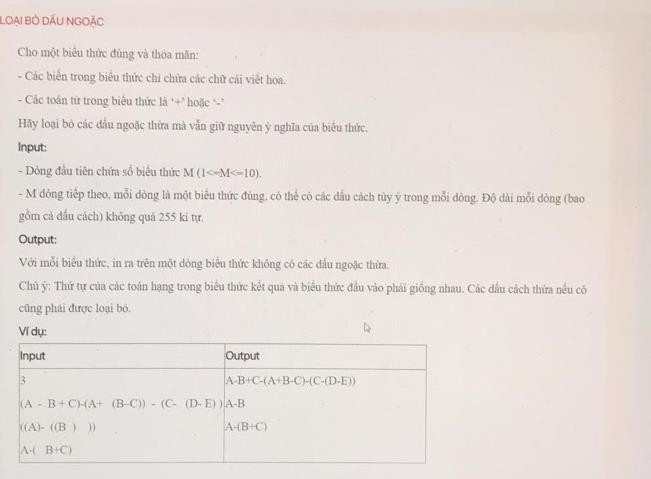 LOẠI BỎ DẤU NGOẶC
Cho một biểu thức đúng và thỏa mãn:
- Các biến trong biểu thức chỉ chứa các chữ cái viết hoa.
- Các toán tử trong biểu thức là '+' hoặc '-'
Hãy loại bỏ các dấu ngoặc thừa mà vẫn giữ nguyên ý nghĩa của biểu thức.
Input:
- Dòng đầu tiên chứa số biểu thức M (1<=M<=10).
- M dòng tiếp theo, mỗi dòng là một biểu thức đúng, có thể có các dấu cách tùy ý trong mỗi dòng. Độ dài mỗi dòng (bao
gồm cả dấu cách) không quá 255 kí tự.
Output:
Với mỗi biểu thức, in ra trên một dòng biểu thức không có các dấu ngoặc thừa.
Chú ý: Thứ tự của các toán hạng trong biểu thức kết quả và biểu thức đầu vào phải giống nhau. Các dấu cách thừa nếu có
cũng phải được loại bỏ.
Ví dụ:
Input Output
3 A-B+C-(A+B-C)-(C-(D-E))
(A - B + C)-(A+ (B-C)) - (C- (D- E) ) A-B
((A)- ((B ) )) A-(B+C)
A-( B+C)